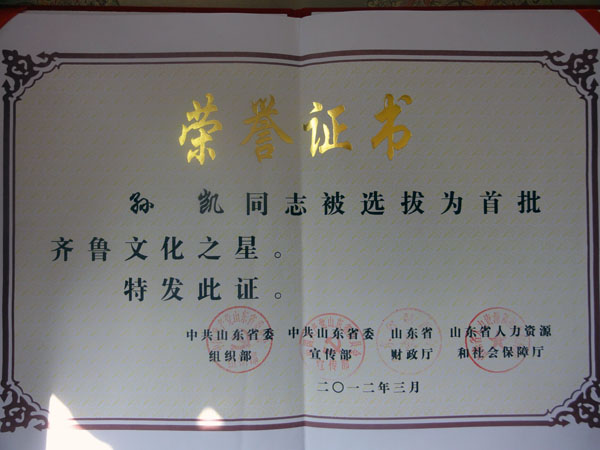 荣誉证书
孙 凯 同志被选拔为首批
齐鲁文化之星。
特发此证。
中共山东省委 中共山东省委 山东省 山东省人力资源
组织部 宣传部 财政厅 和社会保障厅
二〇一二年三月